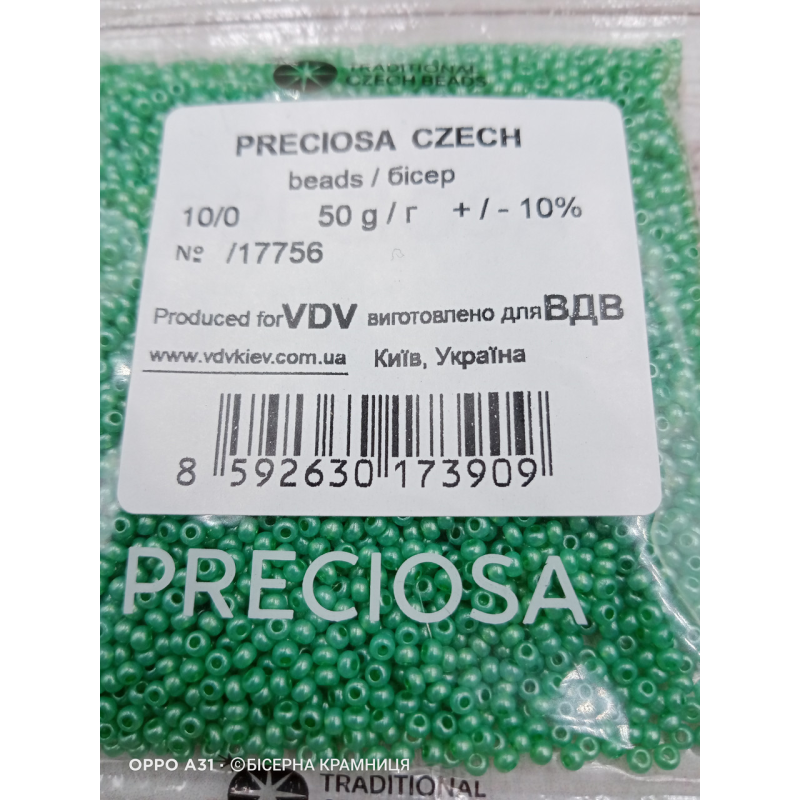 TRADITIONAL
CZECH BEADS
PRECIOSA CZECH
beads / бісер
10/0 50 g / г + / - 10%
№ /17756
Produced for VDV виготовлено для ВДВ
www.vdvkiev.com.ua Київ, Україна
8 592630 173909
PRECIOSA
OPPO A31 · ©БІСЕРНА КРАМНИЦЯ
TRADITIONAL